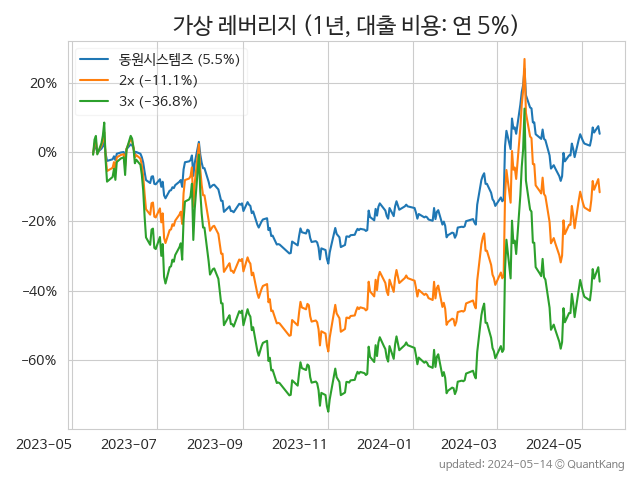 가상 레버리지 (1년, 대출 비용: 연 5%)
동원시스템즈 (5.5%)
2x (−11.1%)
3x (−36.8%)
20%
0%
−20%
−40%
−60%
2023-05 2023-07 2023-09 2023-11 2024-01 2024-03 2024-05
updated: 2024-05-14 © QuantKang